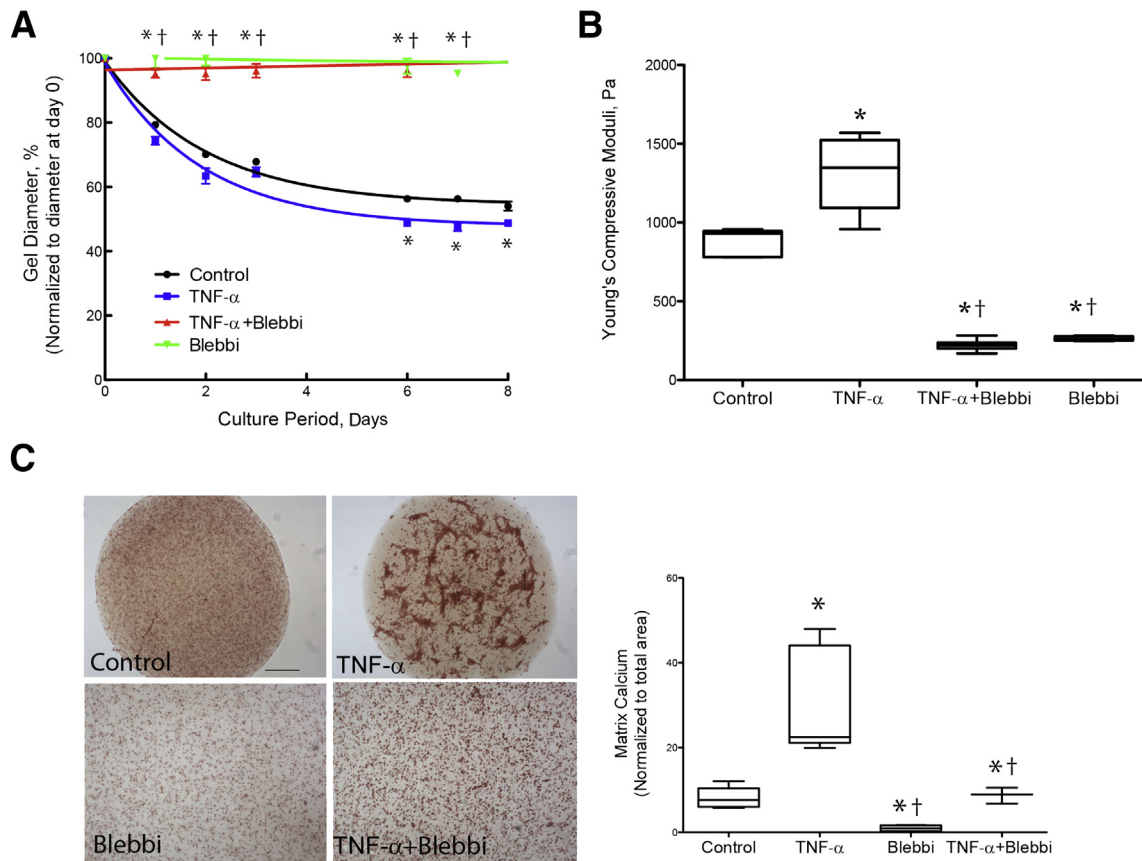 A
* † * † * † * † * †
100
80
60
40
20
0
0 2 4 6 8
Gel Diameter, %
(Normalized to diameter at day 0)
Culture Period, Days
* * *
Control
TNF-α
TNF-α+Blebbi
Blebbi
B
2000
1500
1000
500
0
Young's Compressive Moduli, Pa
*
* †
* †
Control TNF-α TNF-α+Blebbi Blebbi
C
Control
TNF-α
Blebbi
TNF-α+Blebbi
60
40
20
0
Matrix Calcium
(Normalized to total area)
*
* †
* †
Control TNF-α Blebbi TNF-α+Blebbi